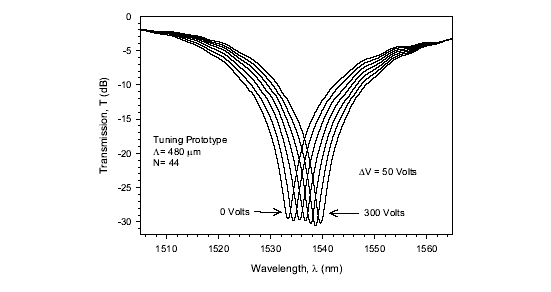 0
-5
-10
-15
-20
-25
-30
Transmission, T (dB)
Tuning Prototype
Λ= 480 μm
N= 44
ΔV = 50 Volts
0 Volts
300 Volts
1510 1520 1530 1540 1550 1560
Wavelength, λ (nm)